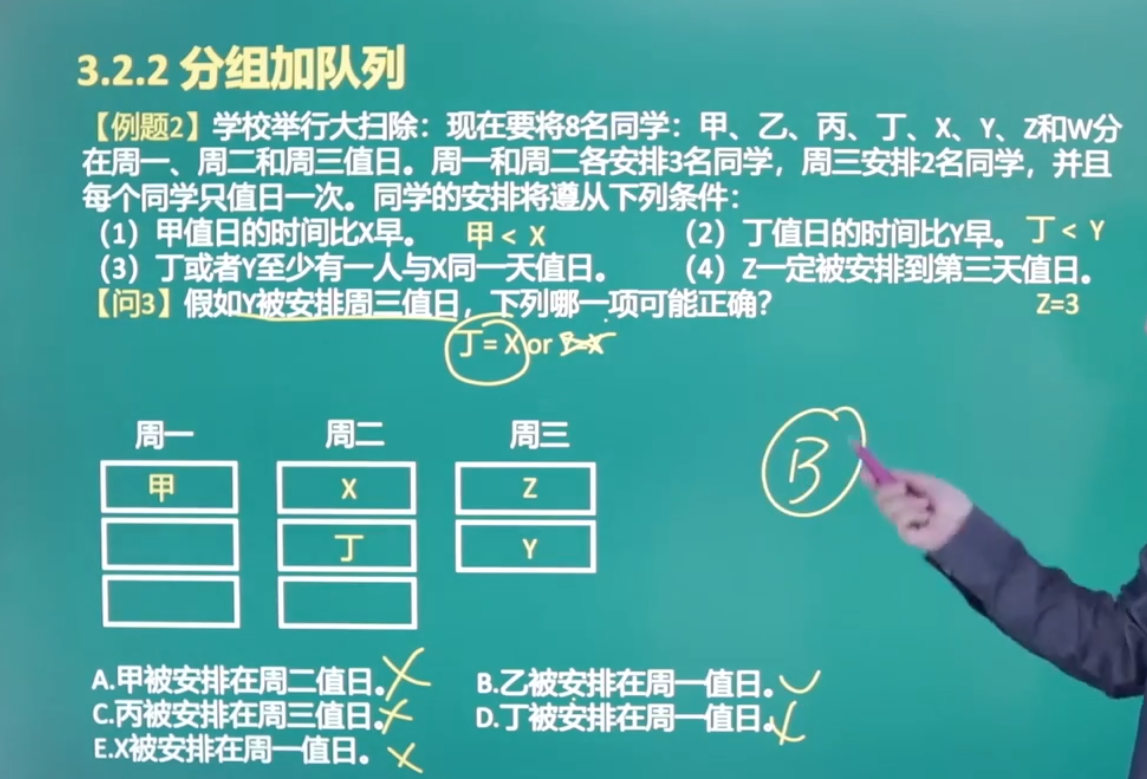 3.2.2 分组加队列
【例题2】学校举行大扫除：现在要将8名同学：甲、乙、丙、丁、X、Y、Z和W分
在周一、周二和周三值日。周一和周二各安排3名同学，周三安排2名同学，并且
每个同学只值日一次。同学的安排将遵从下列条件：
（1）甲值日的时间比X早。 甲< X （2）丁值日的时间比Y早。 丁< Y
（3）丁或者Y至少有一人与X同一天值日。 （4）Z一定被安排到第三天值日。
【问3】假如Y被安排周三值日，下列哪一项可能正确？ Z=3
丁= X or
周一 周二 周三
甲 X Z
丁 Y
B
A.甲被安排在周二值日。 B.乙被安排在周一值日。
C.丙被安排在周三值日。 D.丁被安排在周一值日。
E.X被安排在周一值日。